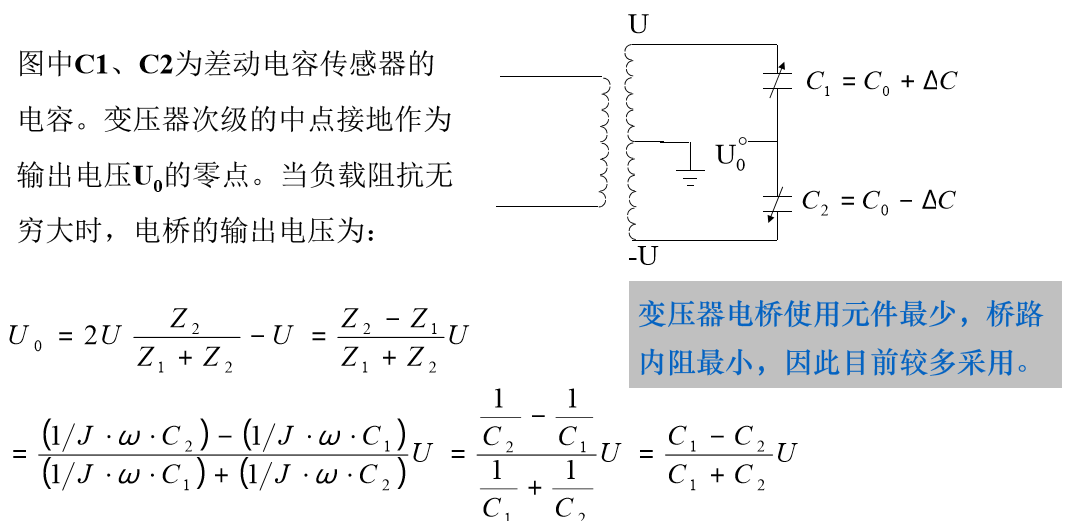 图中C1、C2为差动电容传感器的
电容。变压器次级的中点接地作为
输出电压U₀的零点。当负载阻抗无
穷大时，电桥的输出电压为：
U
C₁ = C₀ + ΔC
U₀
C₂ = C₀ − ΔC
-U
U₀ = 2U Z₂/(Z₁ + Z₂) − U = (Z₂ − Z₁)/(Z₁ + Z₂) U
变压器电桥使用元件最少，桥路
内阻最小，因此目前较多采用。
= ((1/J·ω·C₂) − (1/J·ω·C₁))/((1/J·ω·C₁) + (1/J·ω·C₂)) U = (1/C₂ − 1/C₁)/(1/C₁ + 1/C₂) U = (C₁ − C₂)/(C₁ + C₂) U